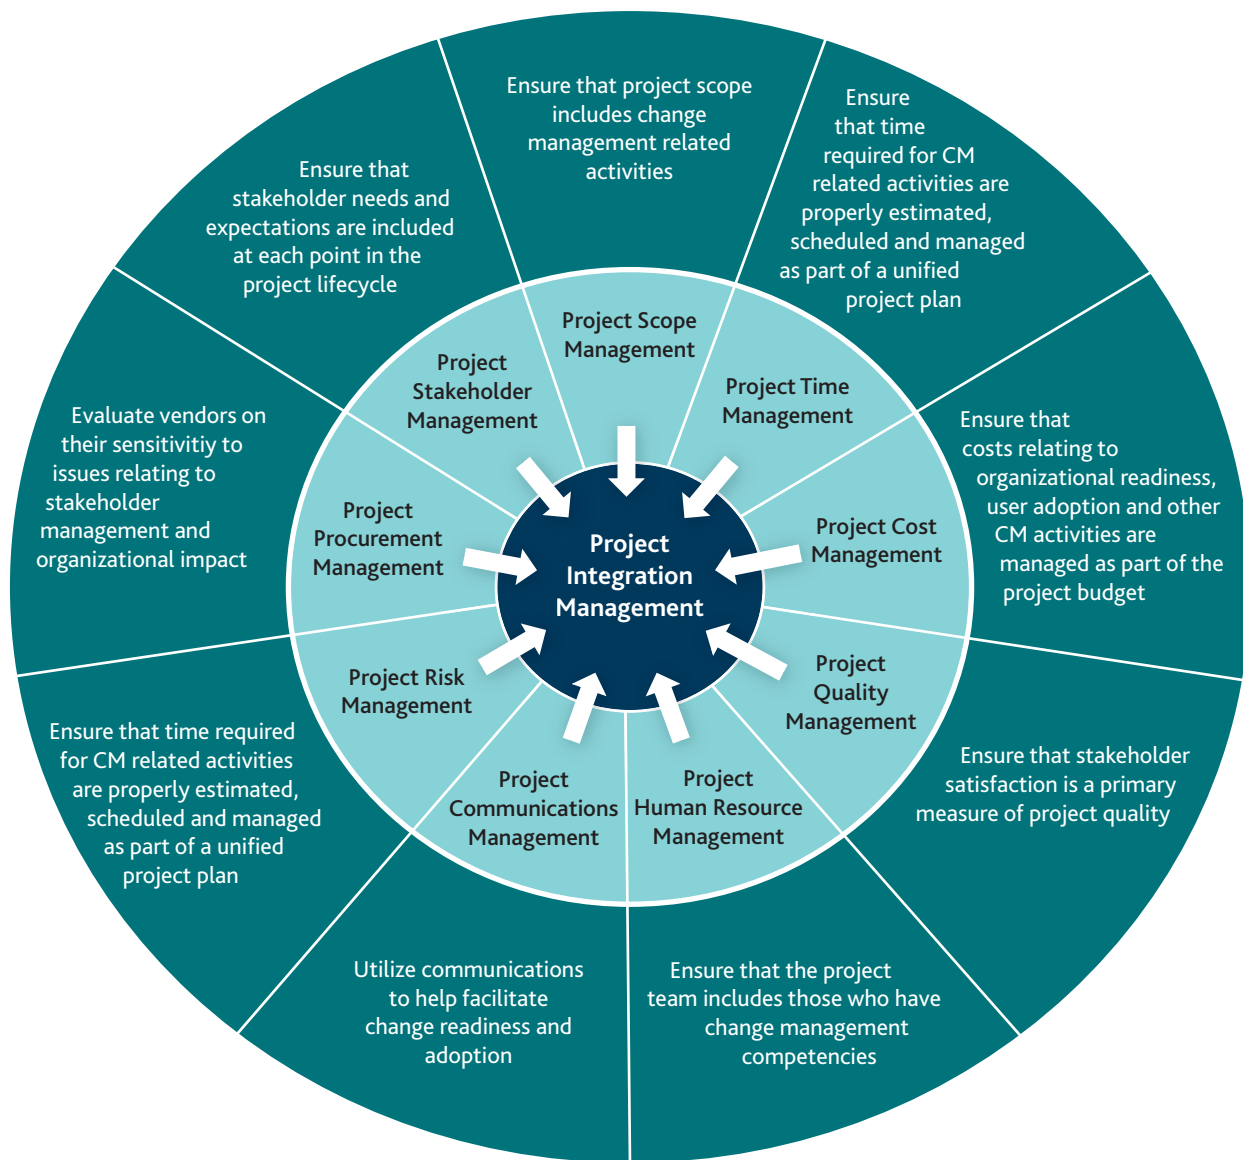 Ensure that project scope
includes change
management related
activities
Ensure
that time
required for CM
related activities are
properly estimated,
scheduled and managed
as part of a unified
project plan
Ensure that
costs relating to
organizational readiness,
user adoption and other
CM activities are
managed as part of the
project budget
Ensure that stakeholder
satisfaction is a primary
measure of project quality
Ensure that the project
team includes those who have
change management
competencies
Utilize communications
to help facilitate
change readiness and
adoption
Ensure that time required
for CM related activities
are properly estimated,
scheduled and managed
as part of a unified
project plan
Evaluate vendors on
their sensitivitiy to
issues relating to
stakeholder
management and
organizational impact
Ensure that
stakeholder needs and
expectations are included
at each point in the
project lifecycle
Project Scope
Management
Project Time
Management
Project Cost
Management
Project
Quality
Management
Project
Human Resource
Management
Project
Communications
Management
Project Risk
Management
Project
Procurement
Management
Project
Stakeholder
Management
Project
Integration
Management